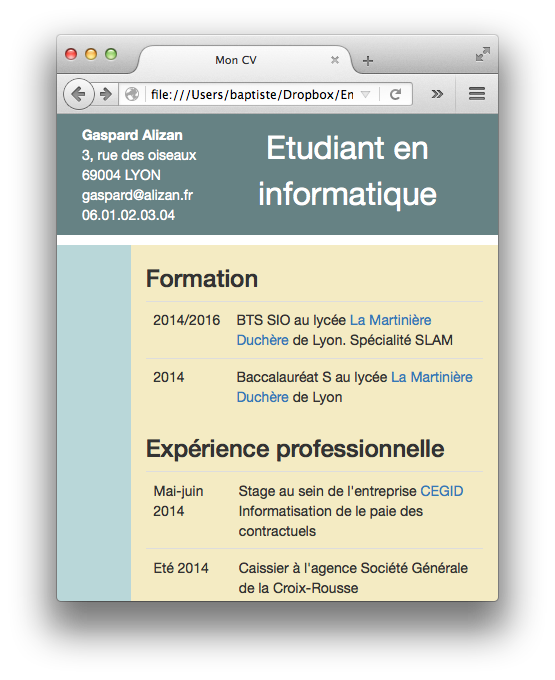 Mon CV
file:///Users/baptiste/Dropbox/En
Gaspard Alizan
3, rue des oiseaux
69004 LYON
gaspard@alizan.fr
06.01.02.03.04
Etudiant en
informatique
Formation
2014/2016 BTS SIO au lycée La Martinière
Duchère de Lyon. Spécialité SLAM
2014 Baccalauréat S au lycée La Martinière
Duchère de Lyon
Expérience professionnelle
Mai-juin Stage au sein de l'entreprise CEGID
2014 Informatisation de le paie des
contractuels
Eté 2014 Caissier à l'agence Société Générale
de la Croix-Rousse